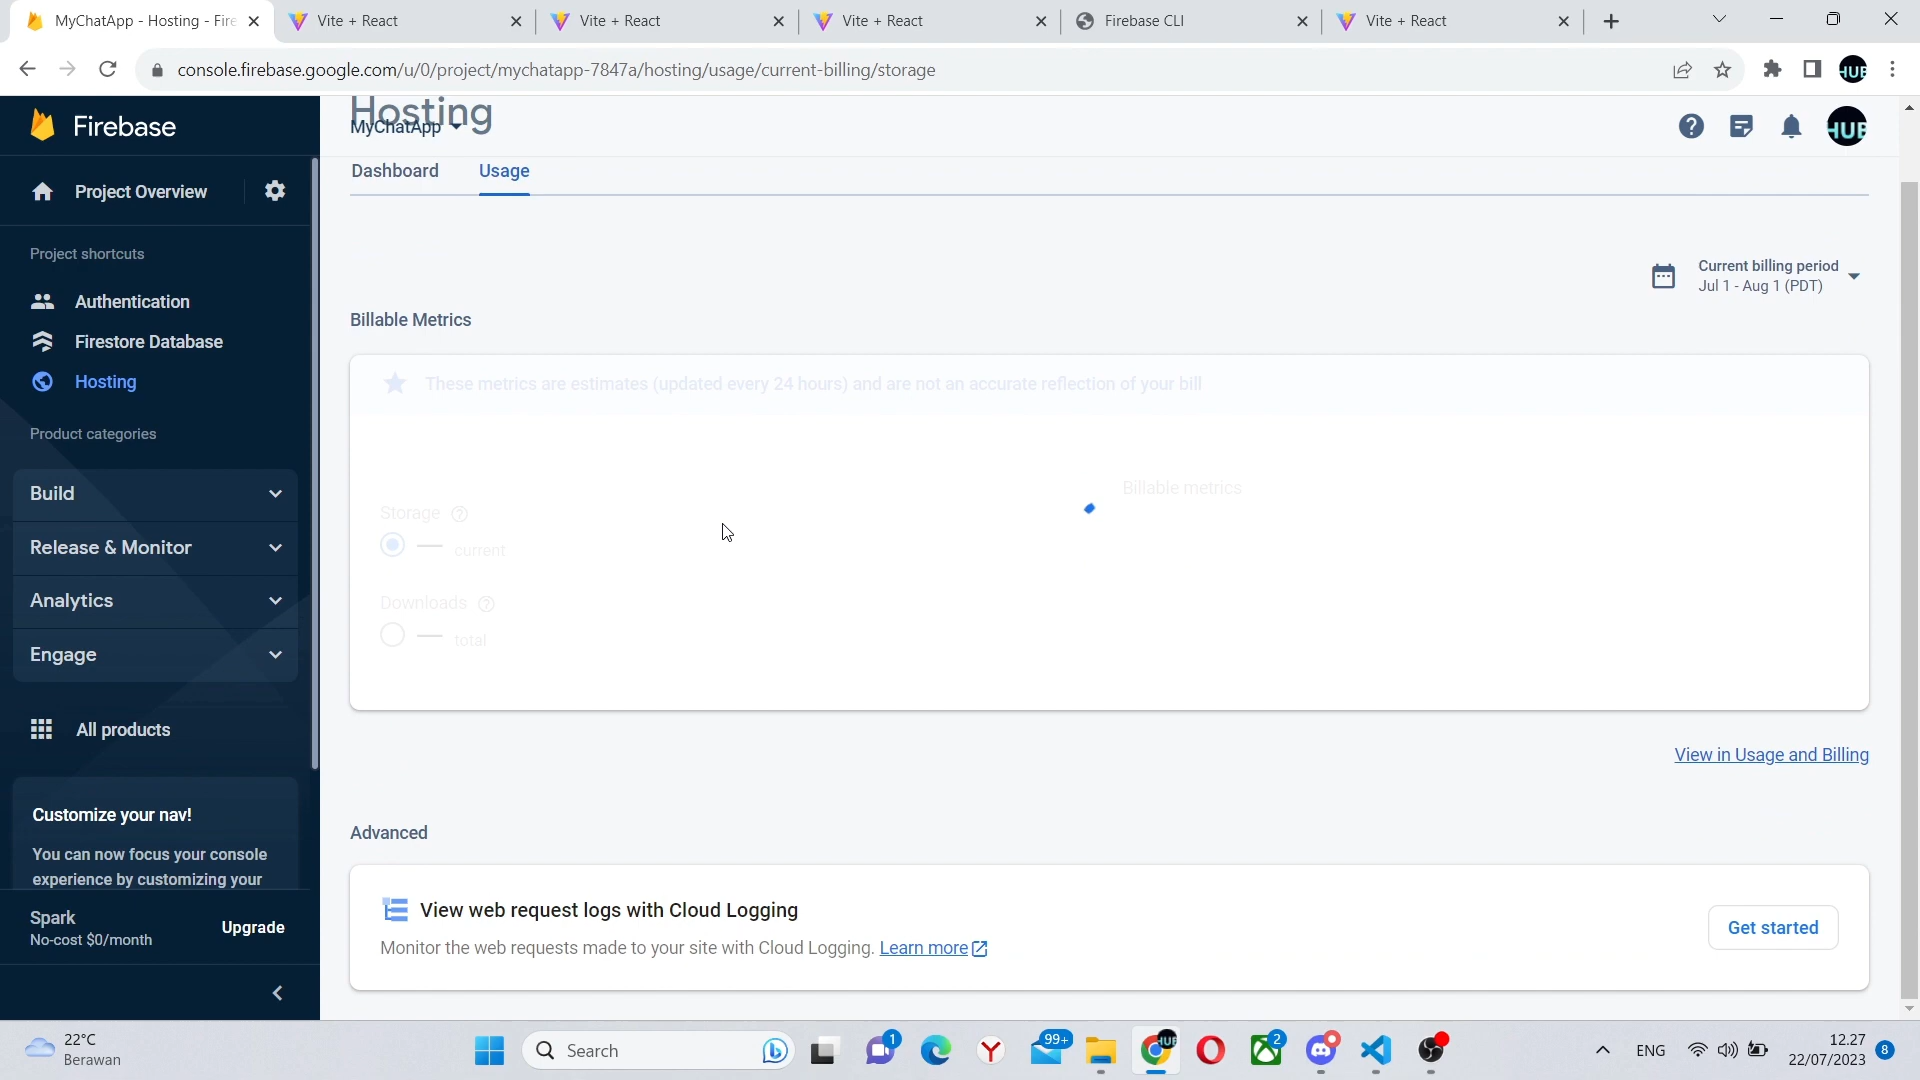 MyChatApp - Hosting - Fire
Vite + React
Vite + React
Vite + React
Firebase CLI
Vite + React
console.firebase.google.com/u/0/project/mychatapp-7847a/hosting/usage/current-billing/storage
HUB
Firebase
Hosting
MyChatApp
HUB
Project Overview
Dashboard
Usage
Project shortcuts
Authentication
Firestore Database
Hosting
Product categories
Build
Release & Monitor
Analytics
Engage
All products
Customize your nav!
You can now focus your console
experience by customizing your
Spark
No-cost $0/month
Upgrade
Current billing period
Jul 1 - Aug 1 (PDT)
Billable Metrics
These metrics are estimates (updated every 24 hours) and are not an accurate reflection of your bill
Billable metrics
Storage
— current
Downloads
— total
View in Usage and Billing
Advanced
View web request logs with Cloud Logging
Monitor the web requests made to your site with Cloud Logging. Learn more
Get started
22°C
Berawan
Search
1
99+
HUB
2
ENG
12.27
22/07/2023
8